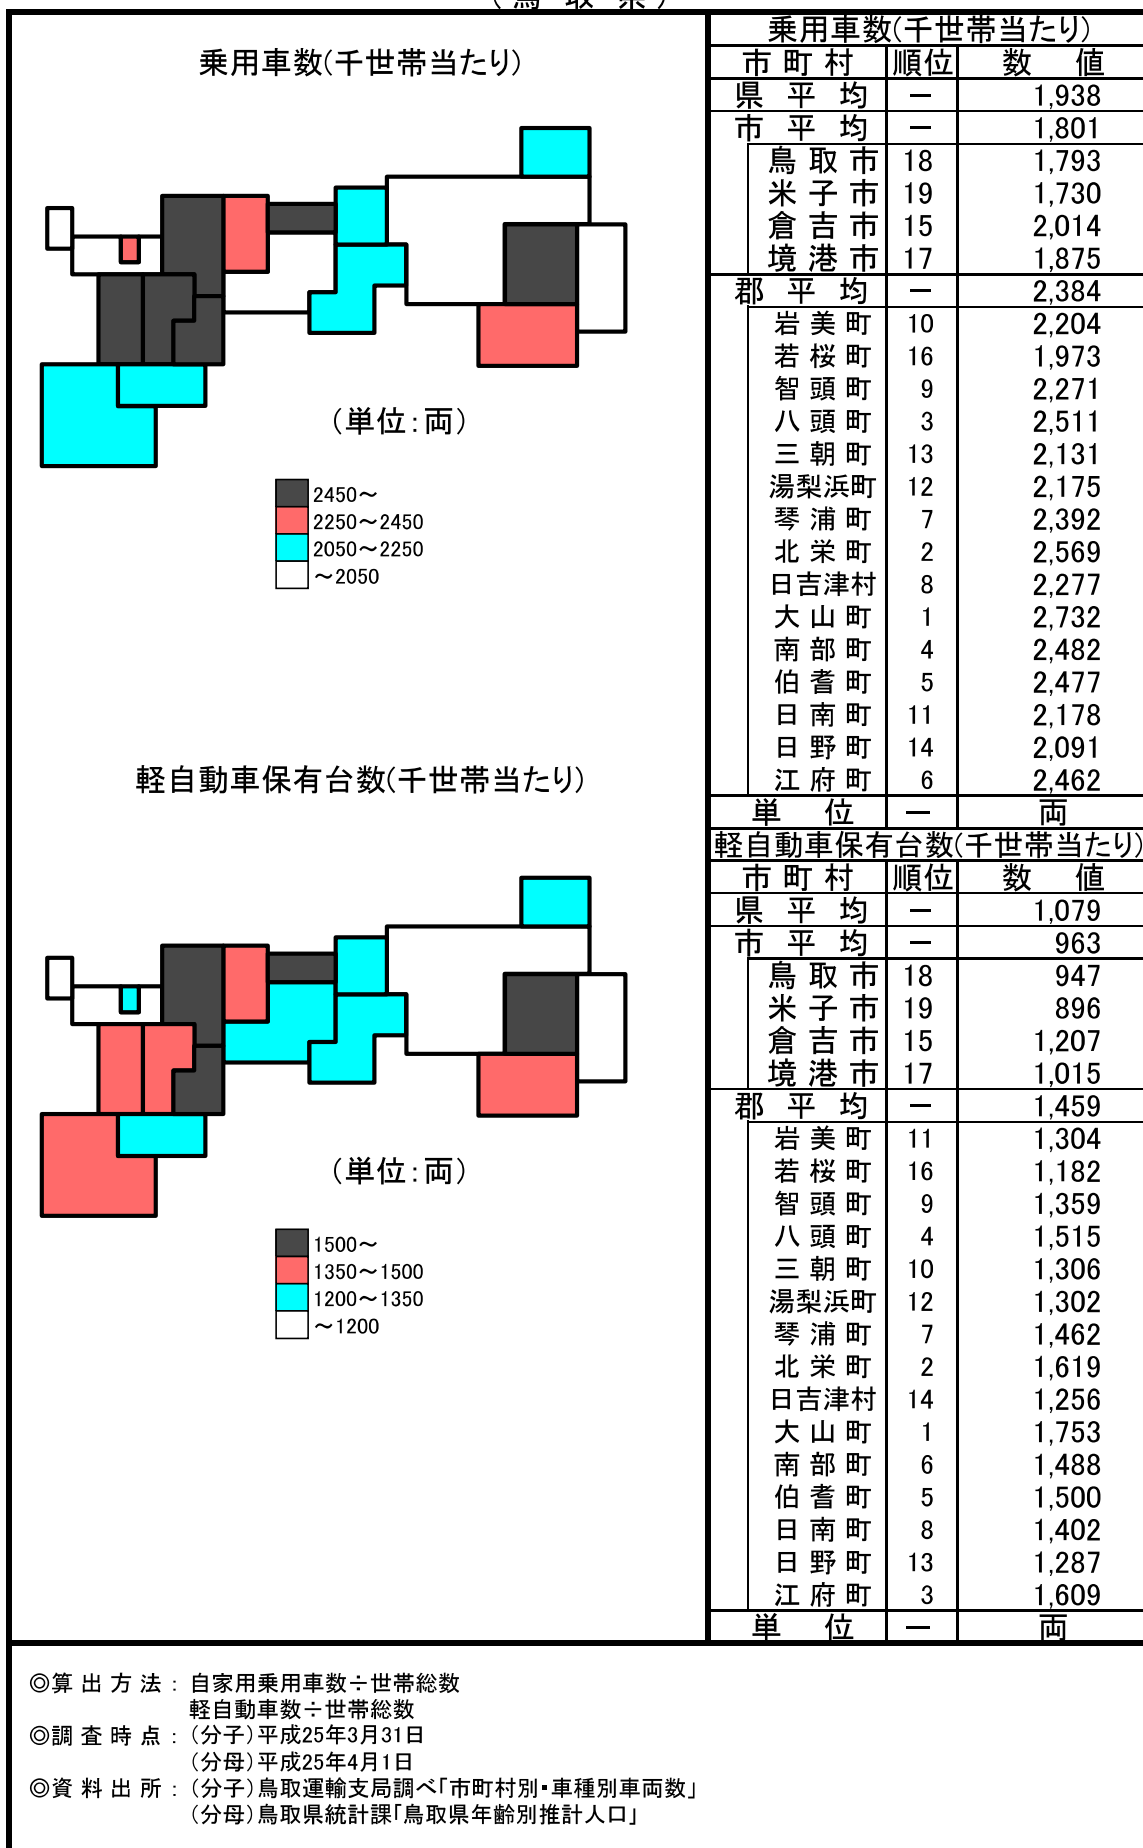 (鳥取県)
乗用車数(千世帯当たり)
(単位:両)
2450～
2250～2450
2050～2250
～2050
軽自動車保有台数(千世帯当たり)
(単位:両)
1500～
1350～1500
1200～1350
～1200
乗用車数(千世帯当たり)
市町村 順位 数値
県平均 － 1,938
市平均 － 1,801
鳥取市 18 1,793
米子市 19 1,730
倉吉市 15 2,014
境港市 17 1,875
郡平均 － 2,384
岩美町 10 2,204
若桜町 16 1,973
智頭町 9 2,271
八頭町 3 2,511
三朝町 13 2,131
湯梨浜町 12 2,175
琴浦町 7 2,392
北栄町 2 2,569
日吉津村 8 2,277
大山町 1 2,732
南部町 4 2,482
伯耆町 5 2,477
日南町 11 2,178
日野町 14 2,091
江府町 6 2,462
単位 － 両
軽自動車保有台数(千世帯当たり)
市町村 順位 数値
県平均 － 1,079
市平均 － 963
鳥取市 18 947
米子市 19 896
倉吉市 15 1,207
境港市 17 1,015
郡平均 － 1,459
岩美町 11 1,304
若桜町 16 1,182
智頭町 9 1,359
八頭町 4 1,515
三朝町 10 1,306
湯梨浜町 12 1,302
琴浦町 7 1,462
北栄町 2 1,619
日吉津村 14 1,256
大山町 1 1,753
南部町 6 1,488
伯耆町 5 1,500
日南町 8 1,402
日野町 13 1,287
江府町 3 1,609
単位 － 両
◎算出方法：自家用乗用車数÷世帯総数
軽自動車数÷世帯総数
◎調査時点：(分子)平成25年3月31日
(分母)平成25年4月1日
◎資料出所：(分子)鳥取運輸支局調べ「市町村別・車種別車両数」
(分母)鳥取県統計課「鳥取県年齢別推計人口」